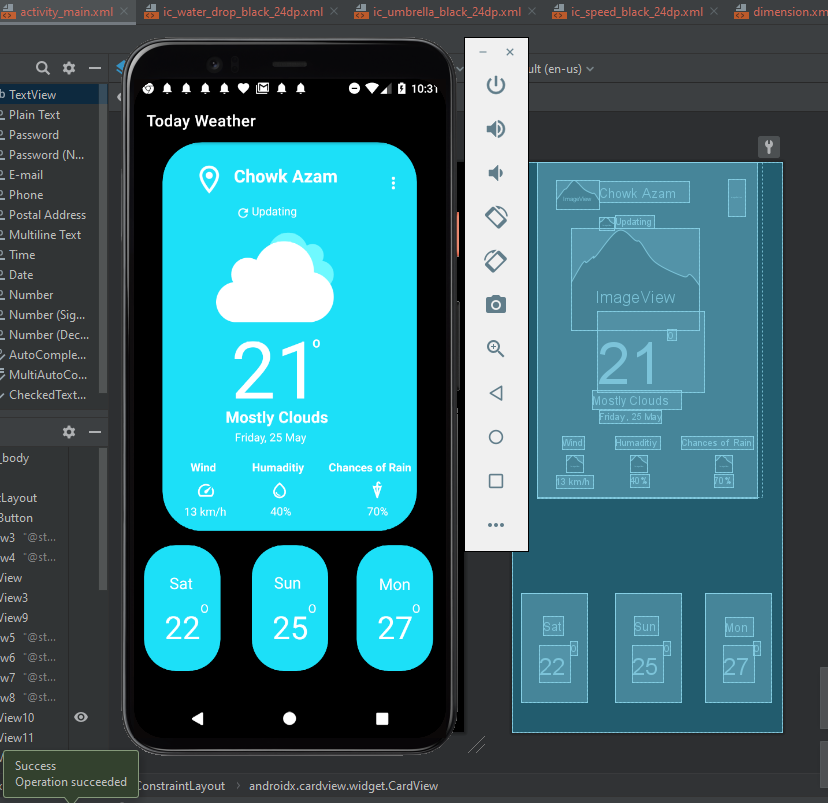 activity_main.xml
ic_water_drop_black_24dp.xml
ic_umbrella_black_24dp.xml
ic_speed_black_24dp.xml
dimension.xm
ult (en-us)
TextView
Plain Text
Password
Password (N...
E-mail
Phone
Postal Address
Multiline Text
Time
Date
Number
Number (Sig...
Number (Dec...
AutoComple...
MultiAutoCo...
CheckedText...
_body
tLayout
Button
w3 "@st...
w4 "@st...
View
View3
View9
w5 "@st...
w6 "@st...
w7 "@st...
w8 "@st...
View10
View11
Success
Operation succeeded
10:31
Today Weather
Chowk Azam
Updating
21°
Mostly Clouds
Friday, 25 May
Wind Humaditiy Chances of Rain
13 km/h 40% 70%
Sat Sun Mon
22° 25° 27°
Chowk Azam
ImageView
Updating
ImageView
21 0
Mostly Clouds
Friday, 25 May
Wind Humaditiy Chances of Rain
13 km/h 40% 70%
Sat Sun Mon
22 0 25 0 27 0
ConstraintLayout › androidx.cardview.widget.CardView